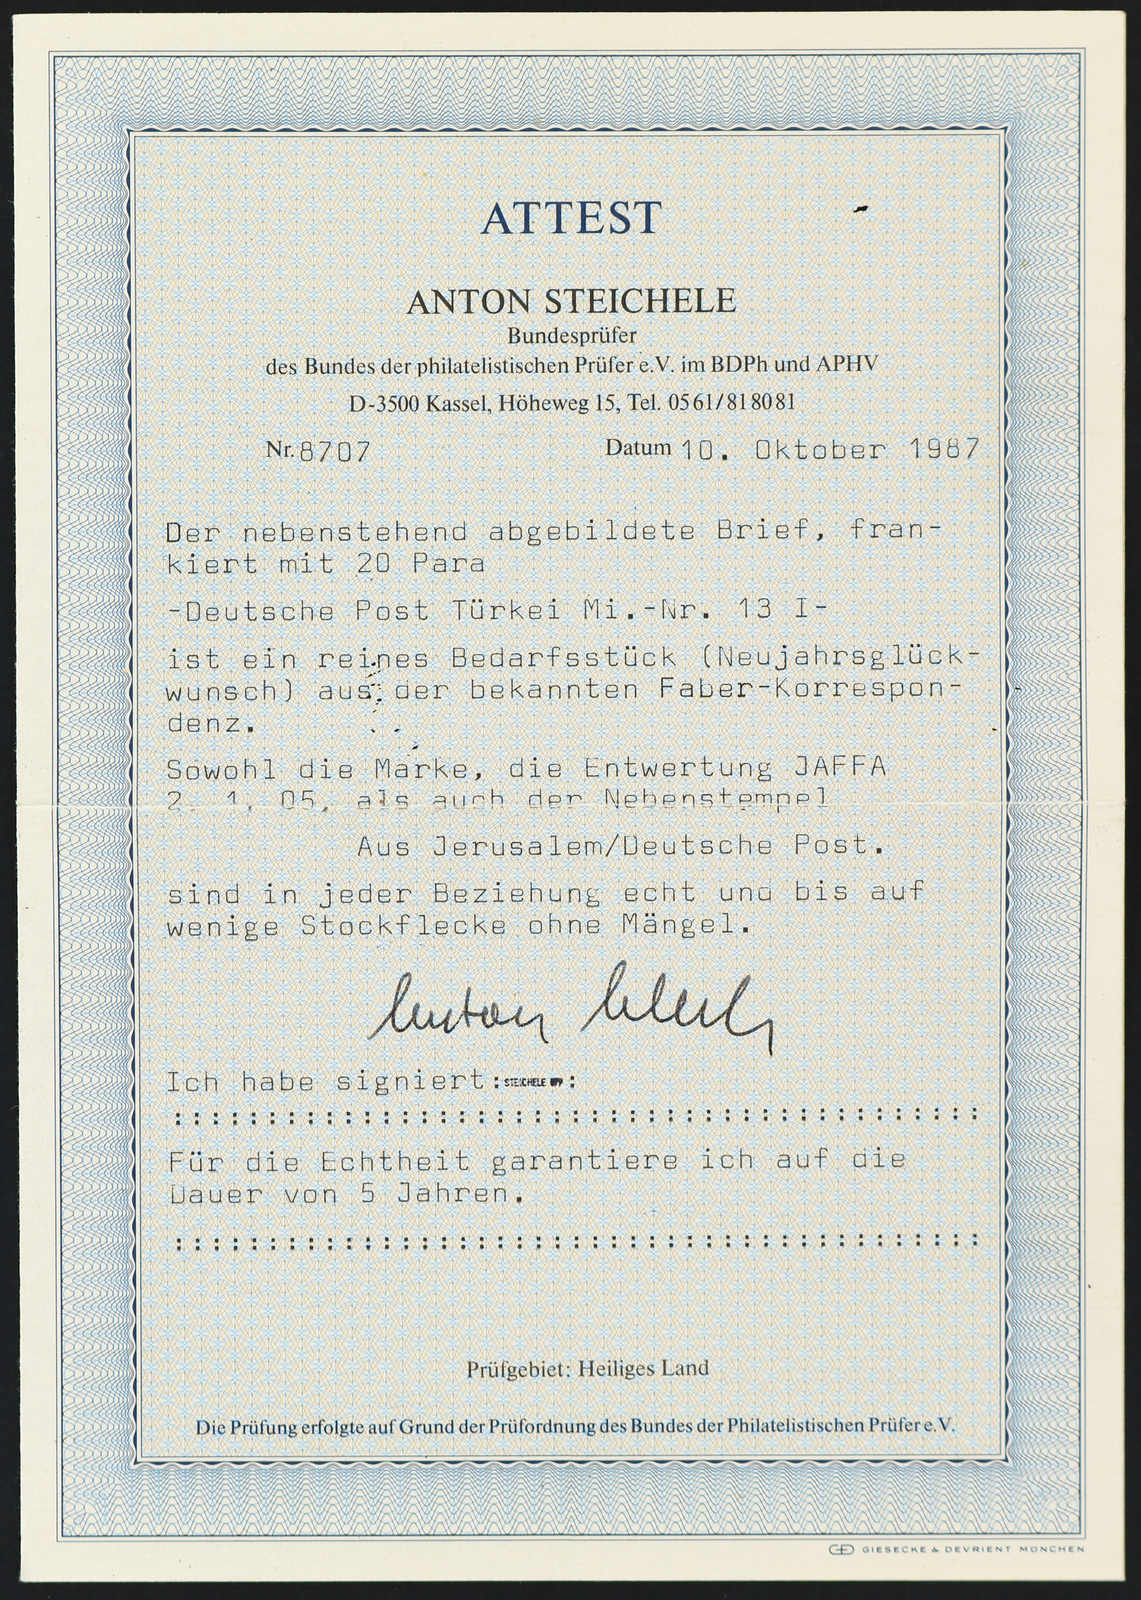 ATTEST
ANTON STEICHELE
Bundesprüfer
des Bundes der philatelistischen Prüfer e.V. im BDPh und APHV
D-3500 Kassel, Höheweg 15, Tel. 0561/818081
Nr. 8707 Datum 10. Oktober 1987
Der nebenstehend abgebildete Brief, fran-
kiert mit 20 Para
-Deutsche Post Türkei Mi.-Nr. 13 I-
ist ein reines Bedarfsstück (Neujahrsglück-
wunsch) aus der bekannten Faber-Korrespon-
denz.
Sowohl die Marke, die Entwertung JAFFA
2. 1. 05, als auch der Nebenstempel
Aus Jerusalem/Deutsche Post.
sind in jeder Beziehung echt und bis auf
wenige Stockflecke ohne Mängel.
Ich habe signiert: STEICHELE BPP :
Für die Echtheit garantiere ich auf die
Dauer von 5 Jahren.
Prüfgebiet: Heiliges Land
Die Prüfung erfolgte auf Grund der Prüfordnung des Bundes der Philatelistischen Prüfer e.V.
GIESECKE & DEVRIENT MÜNCHEN